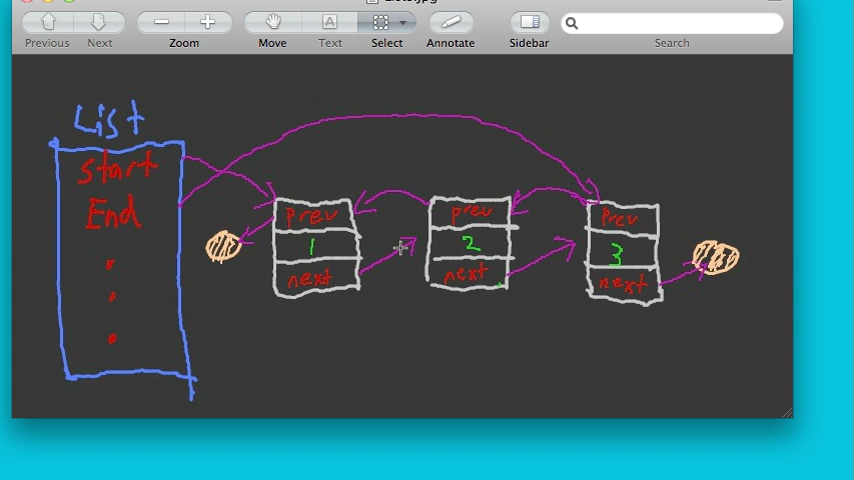 Previous
Next
Zoom
Move
Text
Select
Annotate
Sidebar
Search
List
Start
End
prev
1
next
prev
2
next
Prev
3
next